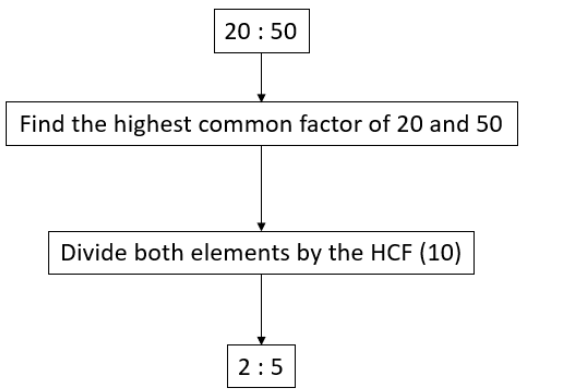 20 : 50
Find the highest common factor of 20 and 50
Divide both elements by the HCF (10)
2 : 5